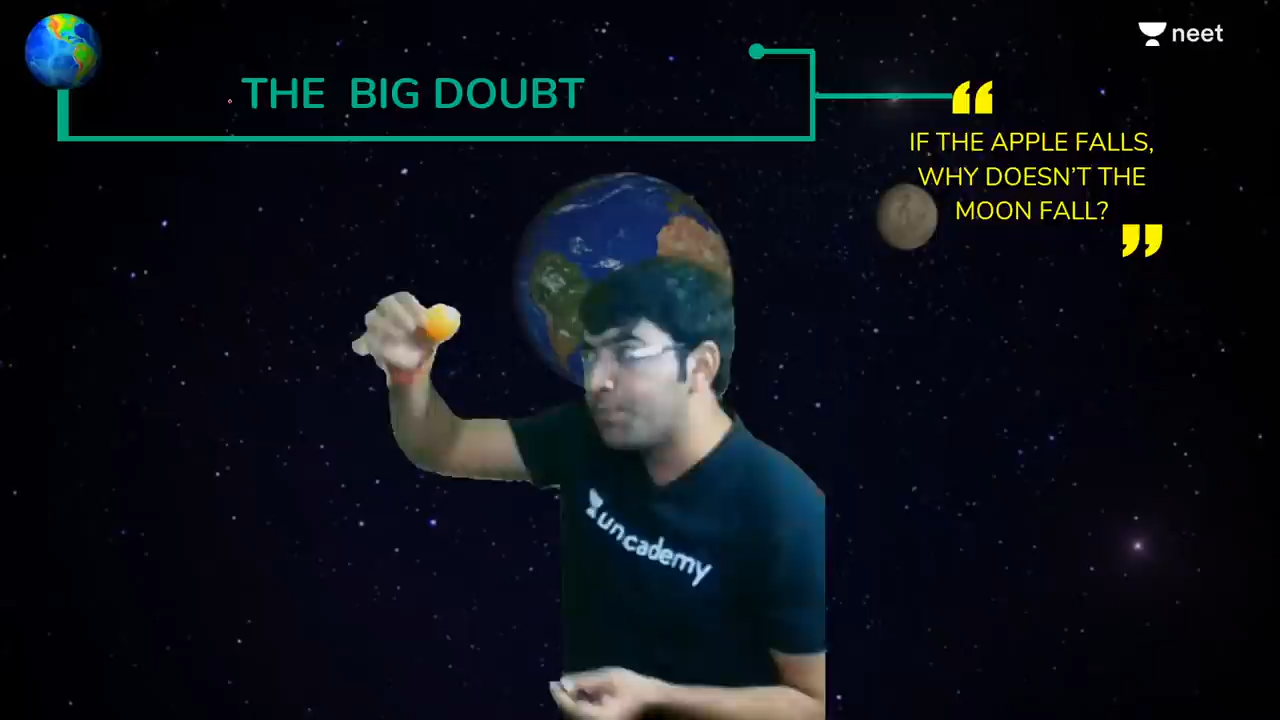 neet
THE BIG DOUBT
“
IF THE APPLE FALLS,
WHY DOESN’T THE
MOON FALL?
”
unacademy